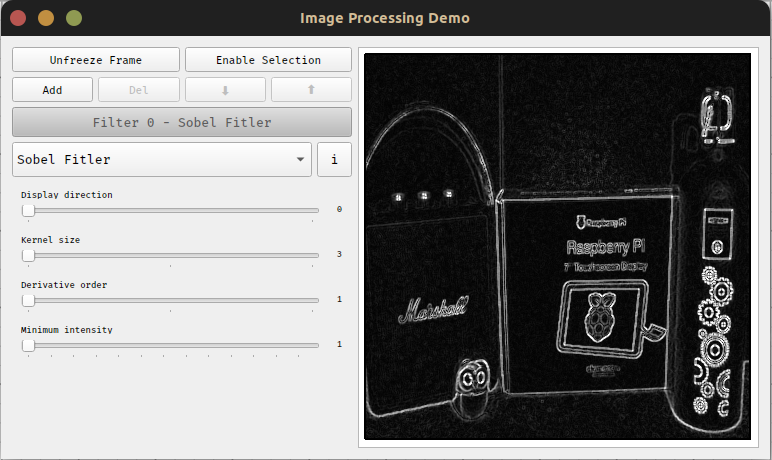 Image Processing Demo
Unfreeze Frame
Enable Selection
Add
Del
⬇
⬆
Filter 0 - Sobel Fitler
Sobel Fitler
i
Display direction
0
Kernel size
3
Derivative order
1
Minimum intensity
1
Raspberry Pi
Raspberry Pi
7" Touchscreen Display
Marshall